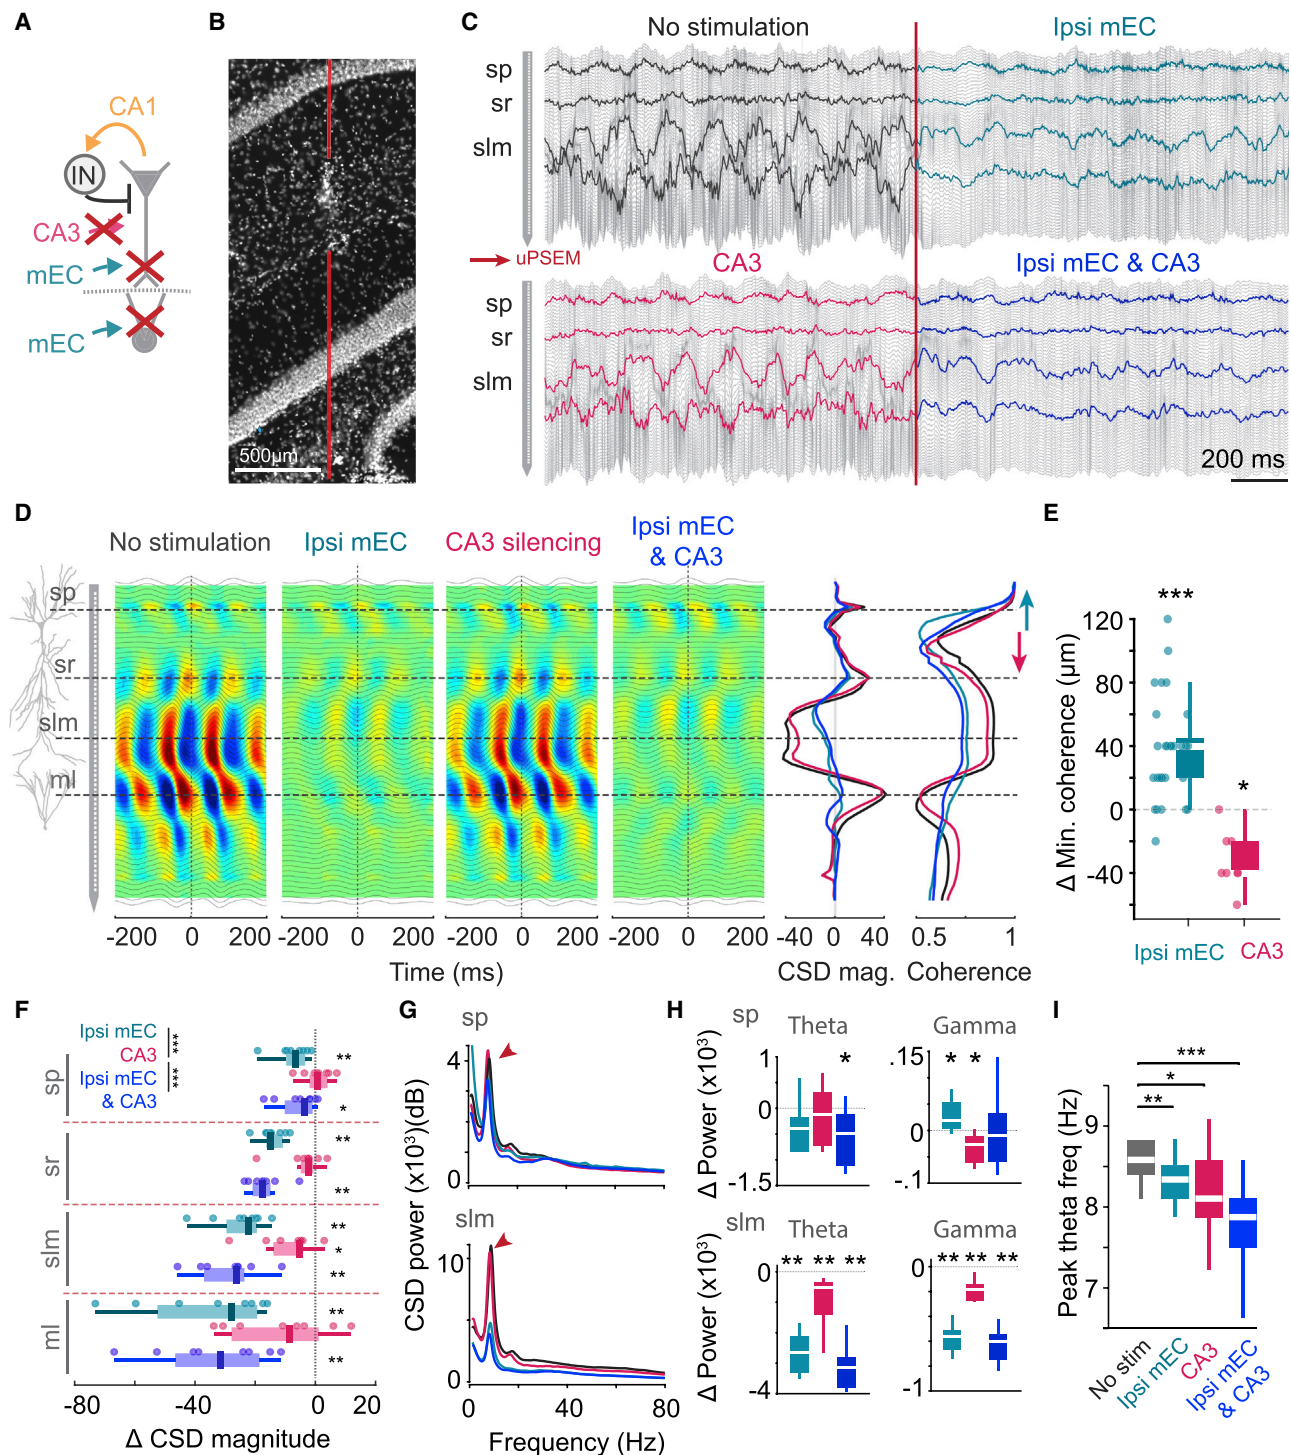 A
CA1
IN
CA3
mEC
mEC
B
500µm
C
No stimulation
Ipsi mEC
sp
sr
slm
uPSEM
CA3
Ipsi mEC & CA3
sp
sr
slm
200 ms
D
No stimulation
Ipsi mEC
CA3 silencing
Ipsi mEC
& CA3
sp
sr
slm
ml
-200 0 200
-200 0 200
-200 0 200
-200 0 200
Time (ms)
-40 0 40
CSD mag.
0.5 1
Coherence
E
***
*
120
80
40
0
-40
Δ Min. coherence (µm)
Ipsi mEC
CA3
F
Ipsi mEC
CA3
Ipsi mEC
& CA3
***
***
sp
sr
slm
ml
**
*
**
**
**
*
**
**
**
-80 -40 0 20
Δ CSD magnitude
G
sp
4
0
slm
10
0
CSD power (x10³)(dB)
0 40 80
Frequency (Hz)
H
sp
Theta
Gamma
1
0
-1.5
*
.15
0
-.1
* *
Δ Power (x10³)
slm
Theta
Gamma
0
-4
** ** **
0
-1
** ** **
Δ Power (x10³)
I
***
*
**
9
8
7
Peak theta freq (Hz)
No stim
Ipsi mEC
CA3
Ipsi mEC
& CA3